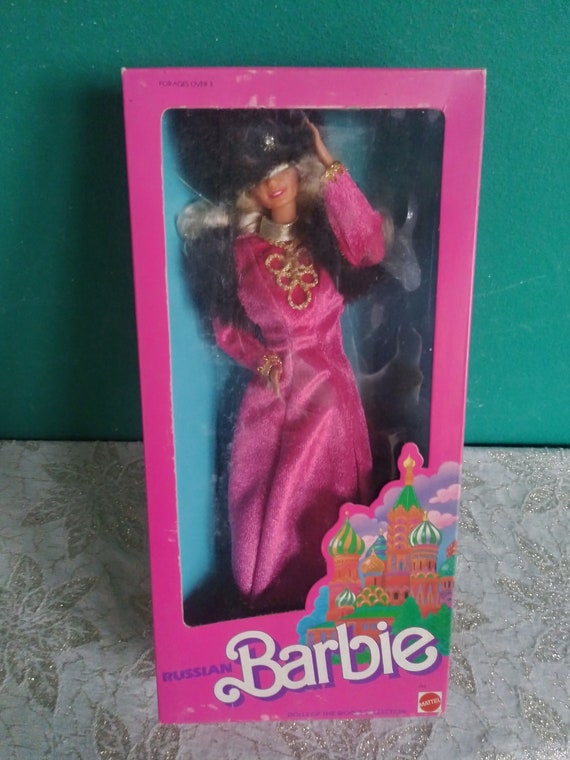 FOR AGES OVER 3
RUSSIAN Barbie
DOLLS OF THE WORLD COLLECTION
MATTEL